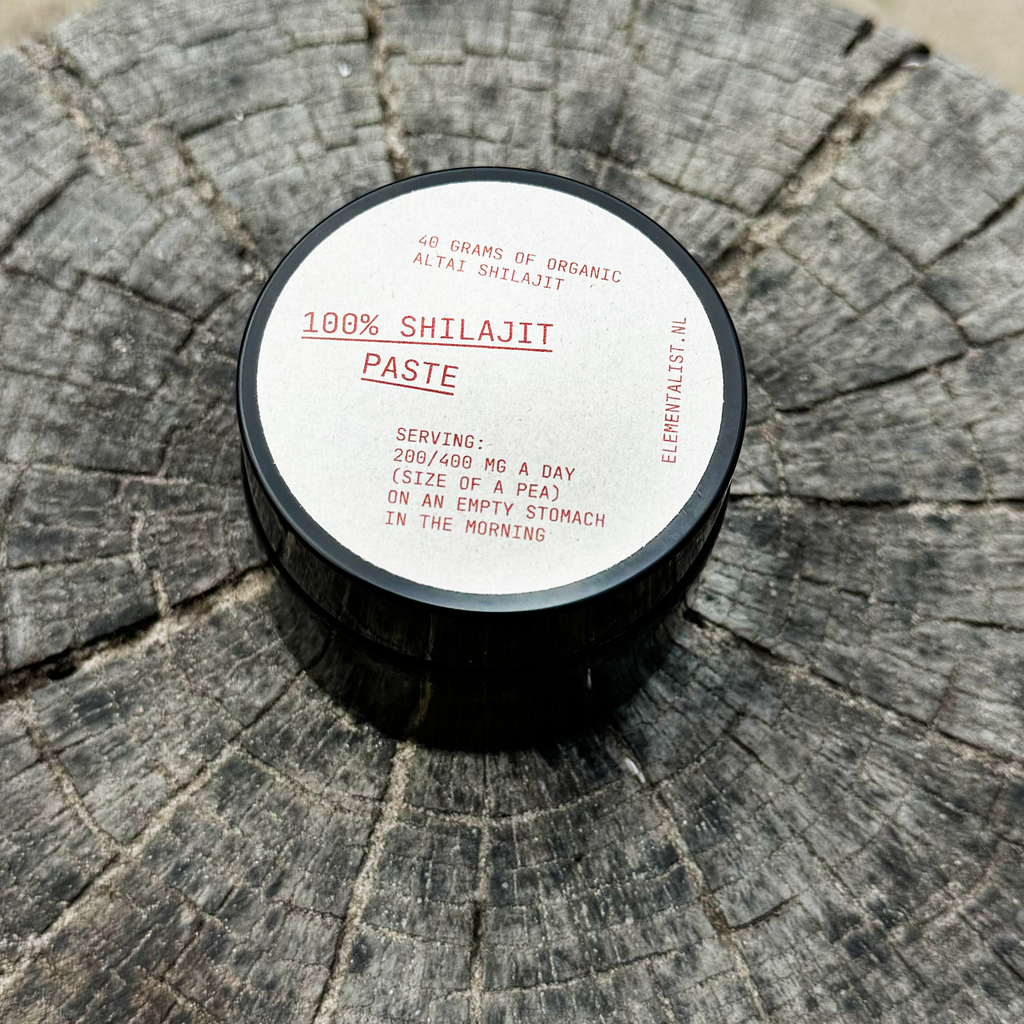 40 GRAMS OF ORGANIC
ALTAI SHILAJIT
100% SHILAJIT
PASTE
SERVING:
200/400 MG A DAY
(SIZE OF A PEA)
ON AN EMPTY STOMACH
IN THE MORNING
ELEMENTALIST.NL